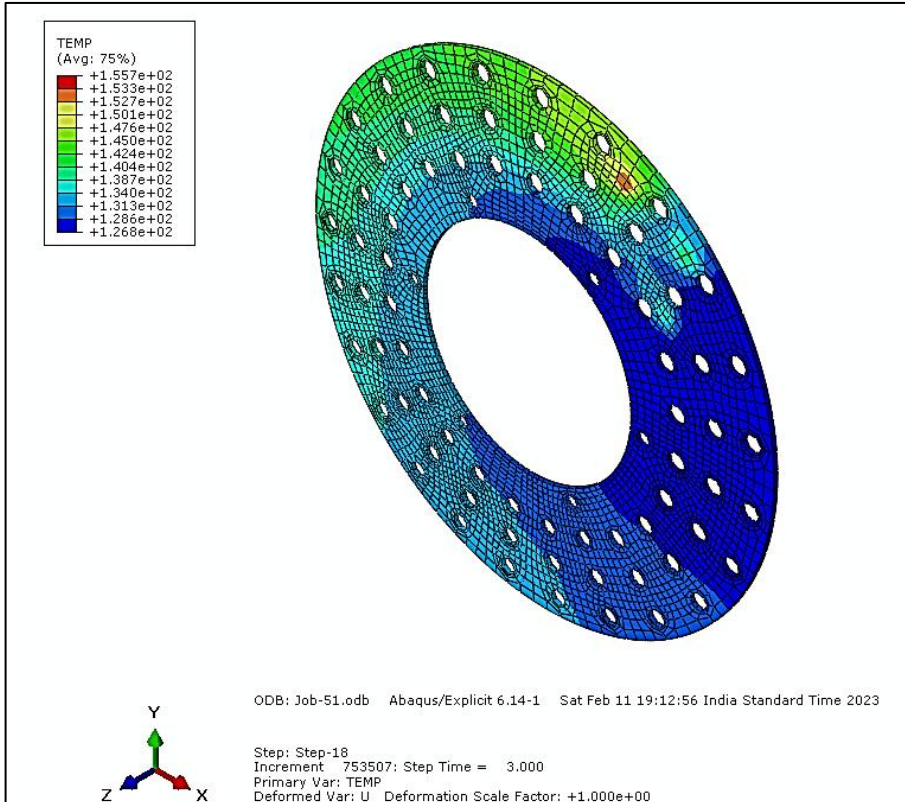 TEMP
(Avg: 75%)
+1.557e+02
+1.533e+02
+1.527e+02
+1.501e+02
+1.476e+02
+1.450e+02
+1.424e+02
+1.404e+02
+1.387e+02
+1.340e+02
+1.313e+02
+1.286e+02
+1.268e+02
Y
Z
X
ODB: Job-51.odb Abaqus/Explicit 6.14-1 Sat Feb 11 19:12:56 India Standard Time 2023
Step: Step-18
Increment 753507: Step Time = 3.000
Primary Var: TEMP
Deformed Var: U Deformation Scale Factor: +1.000e+00